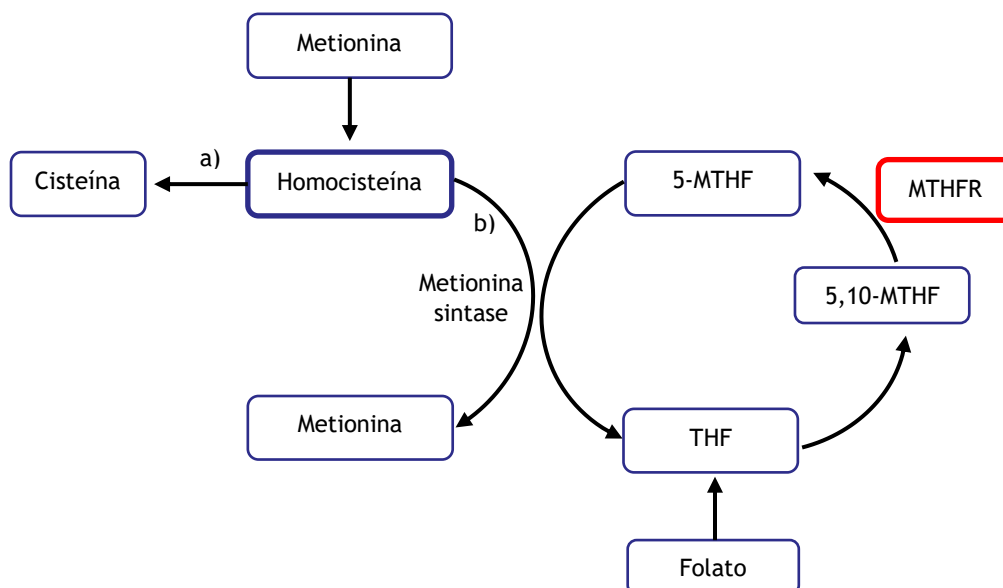 Metionina
a)
Cisteína
Homocisteína
5-MTHF
MTHFR
b)
Metionina
sintase
5,10-MTHF
Metionina
THF
Folato